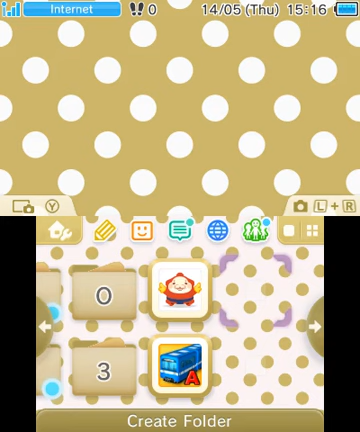 Internet 0 14/05 (Thu) 15:16
Y L + R
0
3 A
Create Folder